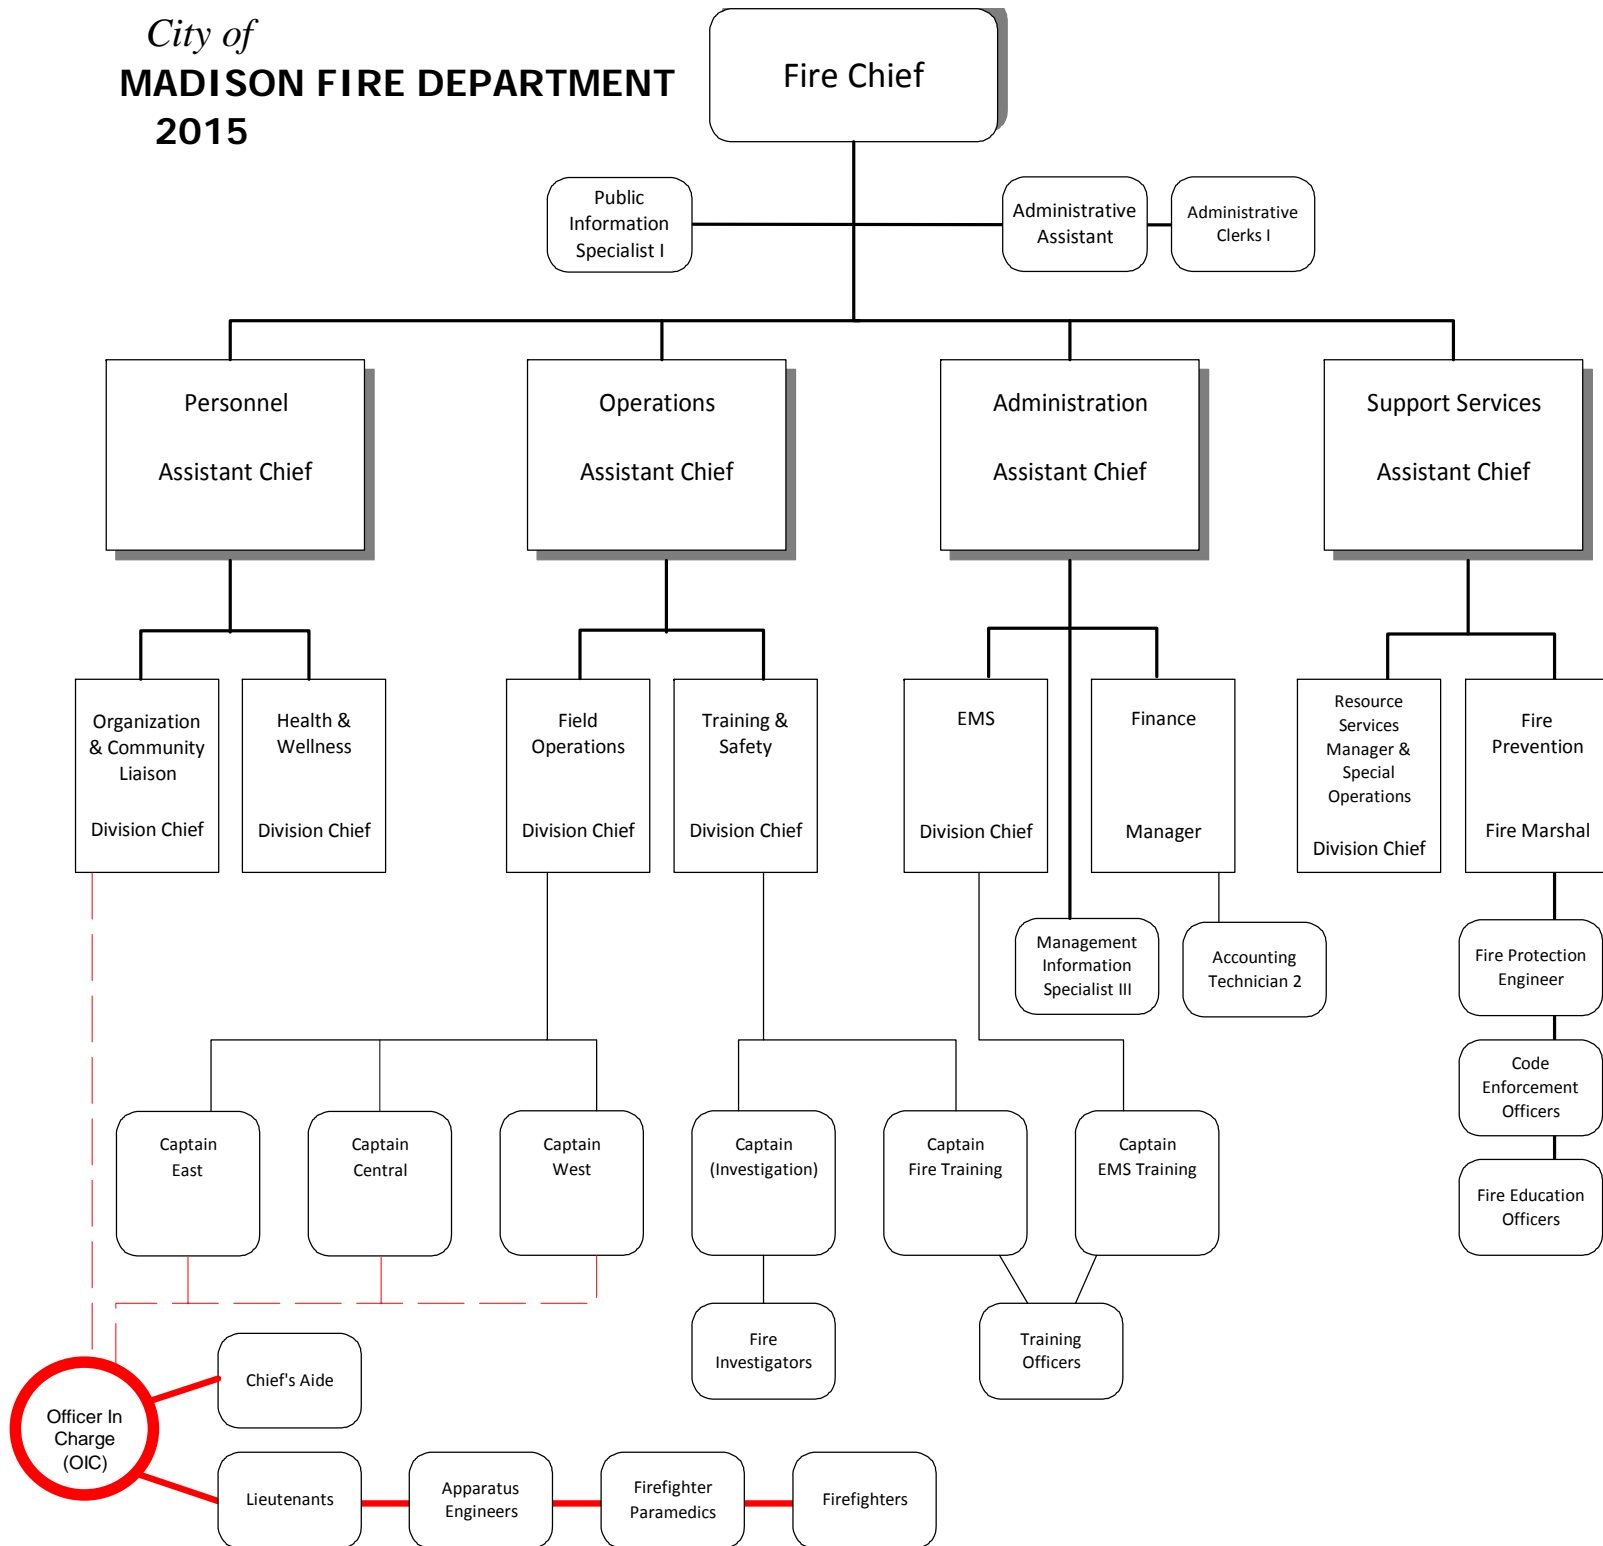 City of
MADISON FIRE DEPARTMENT
2015
Fire Chief
Public
Information
Specialist I
Administrative
Assistant
Administrative
Clerks I
Personnel
Assistant Chief
Operations
Assistant Chief
Administration
Assistant Chief
Support Services
Assistant Chief
Organization
& Community
Liaison
Division Chief
Health &
Wellness
Division Chief
Field
Operations
Division Chief
Training &
Safety
Division Chief
EMS
Division Chief
Finance
Manager
Resource
Services
Manager &
Special
Operations
Division Chief
Fire
Prevention
Fire Marshal
Management
Information
Specialist III
Accounting
Technician 2
Fire Protection
Engineer
Code
Enforcement
Officers
Fire Education
Officers
Captain
East
Captain
Central
Captain
West
Captain
(Investigation)
Captain
Fire Training
Captain
EMS Training
Fire
Investigators
Training
Officers
Chief's Aide
Officer In
Charge
(OIC)
Lieutenants
Apparatus
Engineers
Firefighter
Paramedics
Firefighters